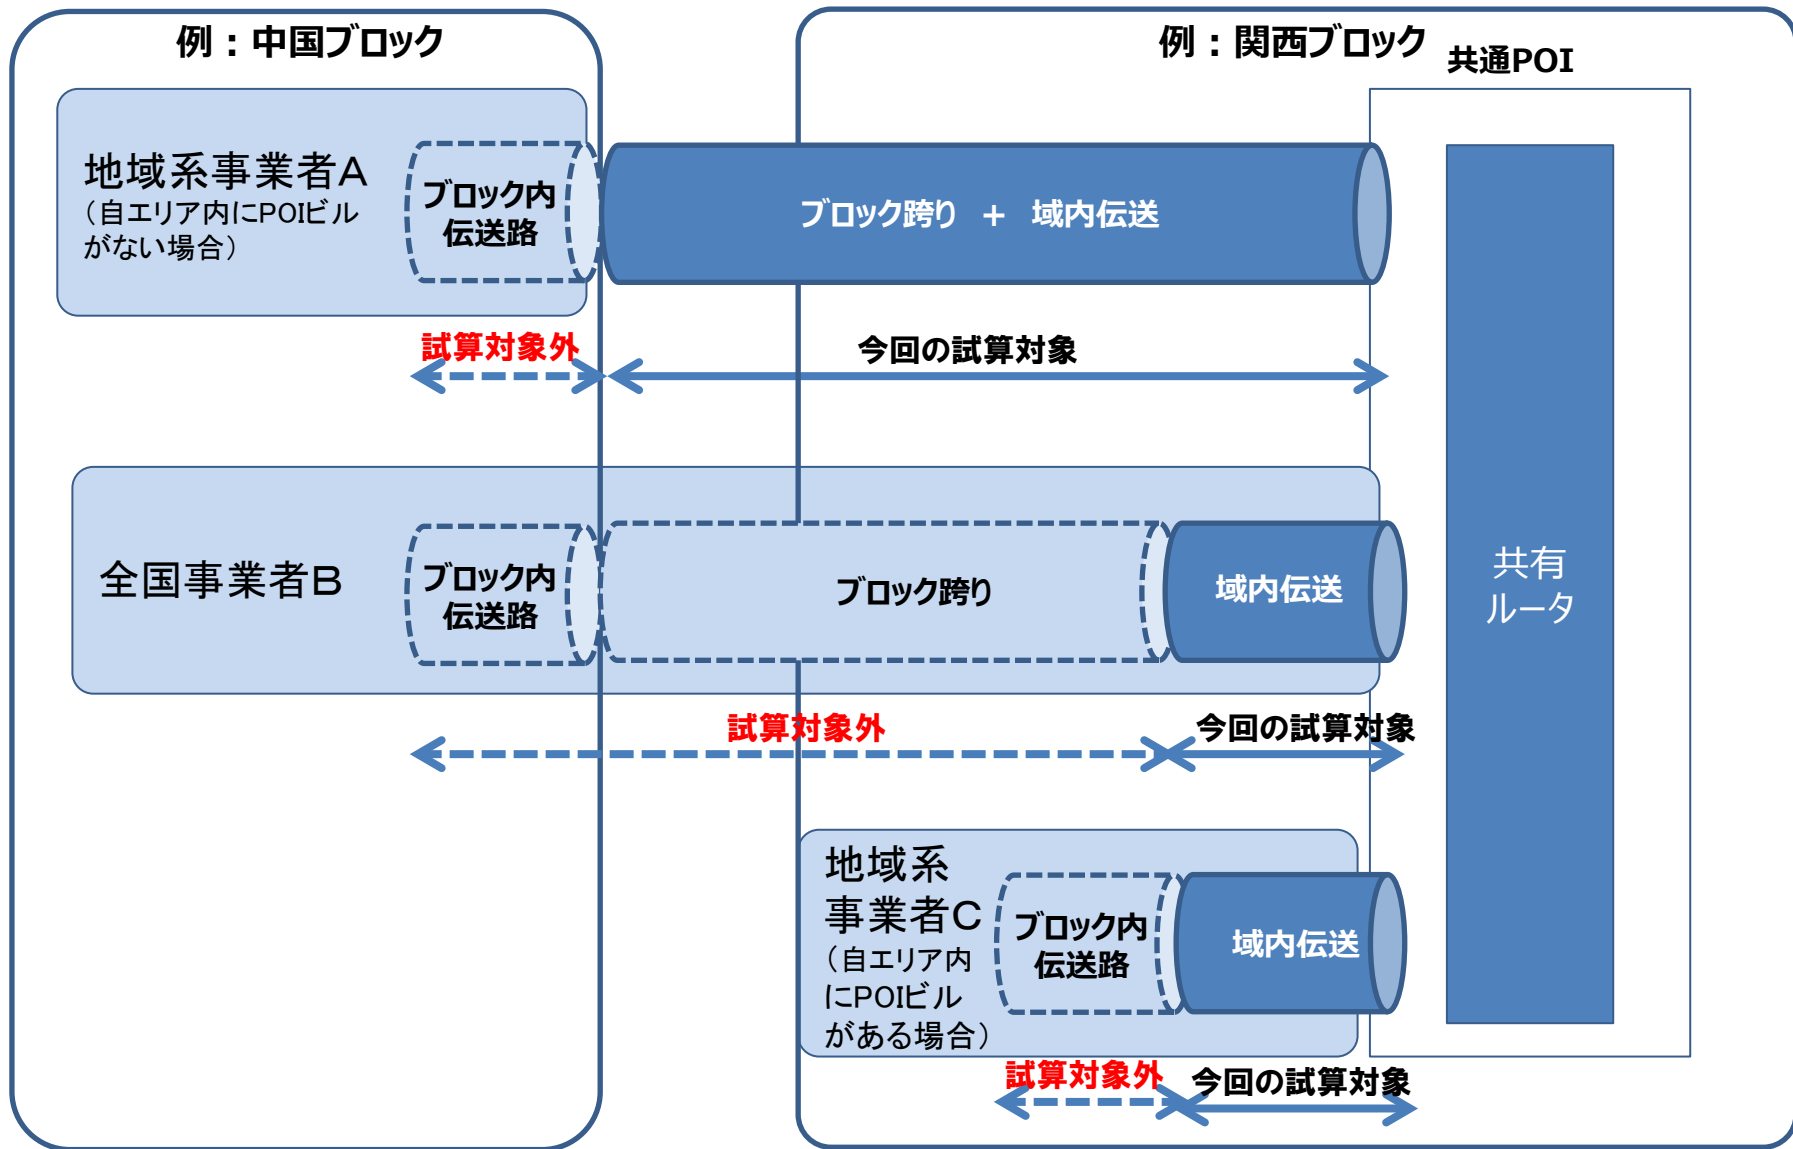 例：中国ブロック
例：関西ブロック
共通POI
地域系事業者A
（自エリア内にPOIビル
がない場合）
ブロック内
伝送路
ブロック跨り + 域内伝送
試算対象外
今回の試算対象
全国事業者B
ブロック内
伝送路
ブロック跨り
域内伝送
共有
ルータ
試算対象外
今回の試算対象
地域系
事業者C
（自エリア内
にPOIビル
がある場合）
ブロック内
伝送路
域内伝送
試算対象外
今回の試算対象